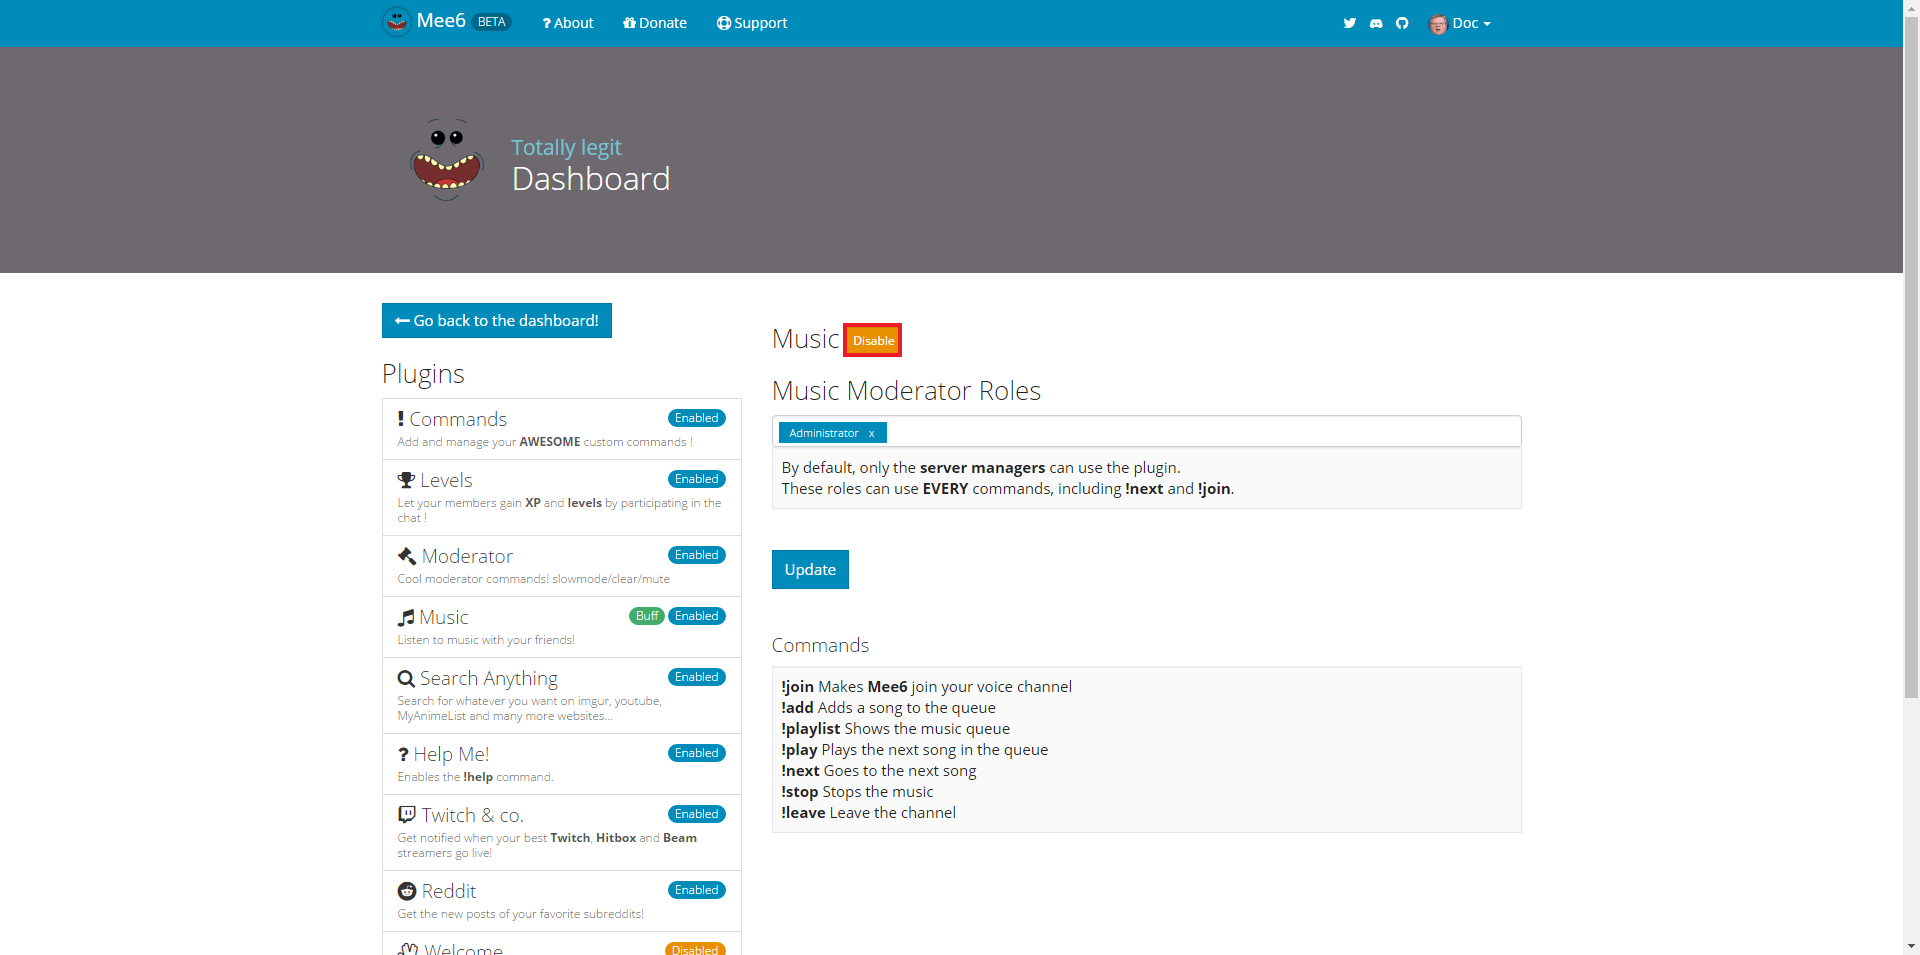 Mee6 BETA ? About Donate Support Doc
Totally legit
Dashboard
Go back to the dashboard!
Plugins
! Commands Enabled
Add and manage your AWESOME custom commands !
Levels Enabled
Let your members gain XP and levels by participating in the
chat !
Moderator Enabled
Cool moderator commands! slowmode/clear/mute
Music Buff Enabled
Listen to music with your friends!
Search Anything Enabled
Search for whatever you want on imgur, youtube,
MyAnimeList and many more websites...
? Help Me! Enabled
Enables the !help command.
Twitch & co. Enabled
Get notified when your best Twitch, Hitbox and Beam
streamers go live!
Reddit Enabled
Get the new posts of your favorite subreddits!
Welcome Disabled
Music Disable
Music Moderator Roles
Administrator x
By default, only the server managers can use the plugin.
These roles can use EVERY commands, including !next and !join.
Update
Commands
!join Makes Mee6 join your voice channel
!add Adds a song to the queue
!playlist Shows the music queue
!play Plays the next song in the queue
!next Goes to the next song
!stop Stops the music
!leave Leave the channel